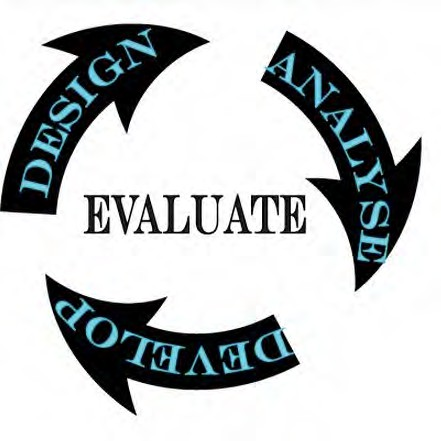 DESIGN
ANALYSE
EVALUATE
DEVELOP